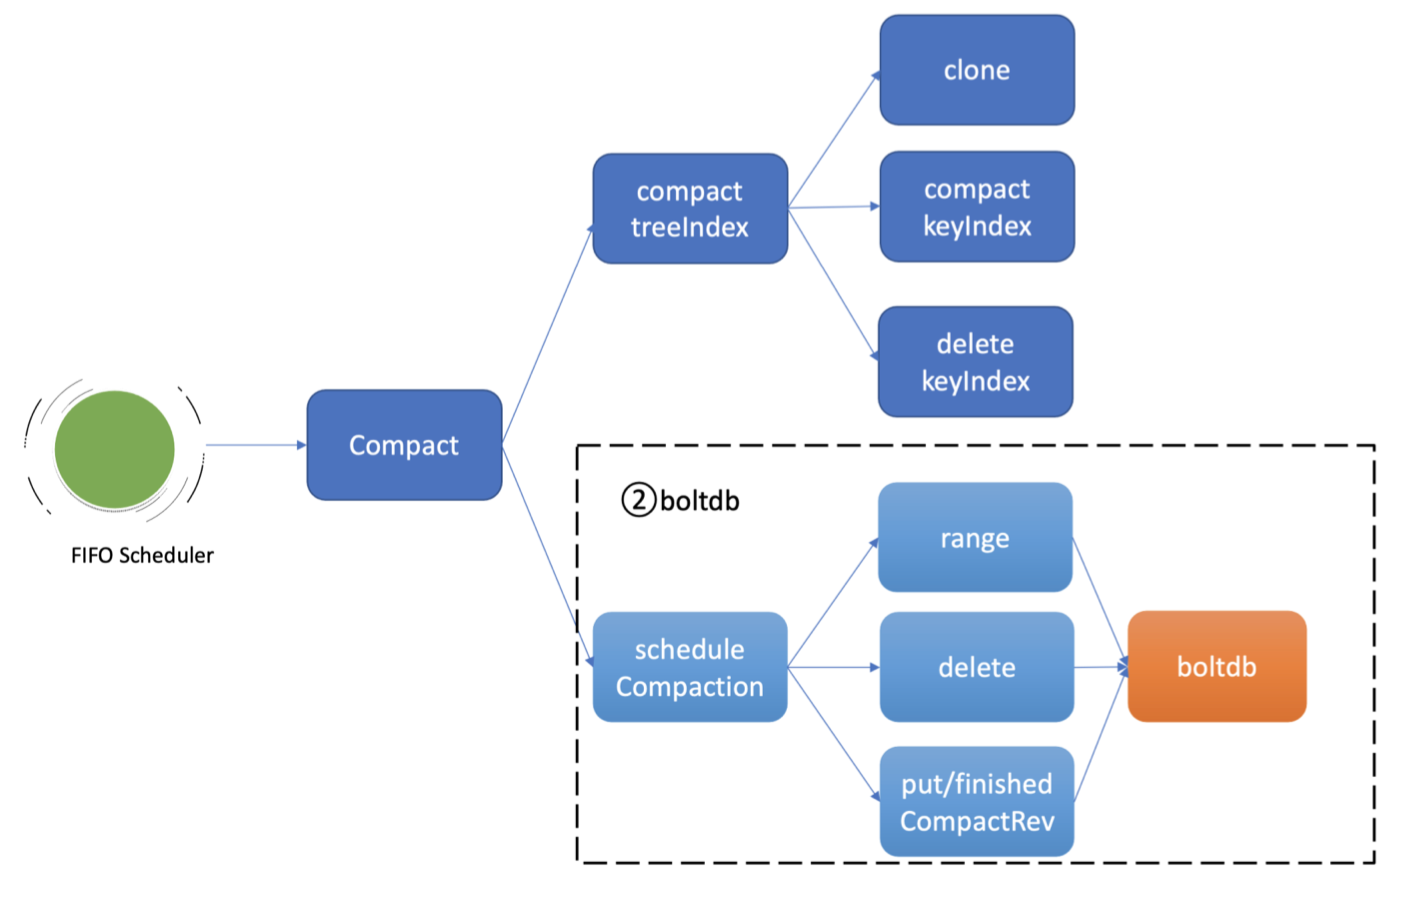 clone
compact
treeIndex
compact
keyIndex
delete
keyIndex
Compact
FIFO Scheduler
②boltdb
range
schedule
Compaction
delete
boltdb
put/finished
CompactRev